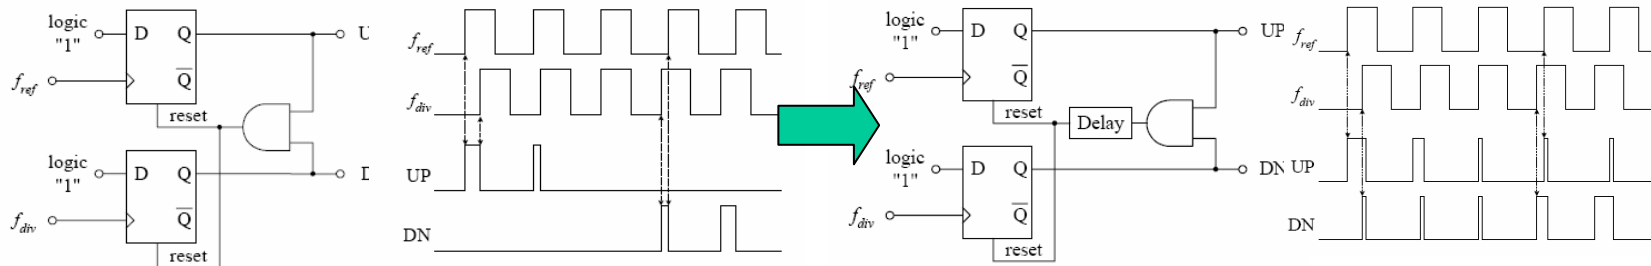 logic
"1"
D
Q
Q
f_ref
reset
logic
"1"
D
Q
Q
f_div
reset
f_ref
f_div
UP
DN
logic
"1"
D
Q
UP
Q
f_ref
reset
Delay
logic
"1"
D
Q
DN
Q
f_div
reset
f_ref
f_div
UP
DN